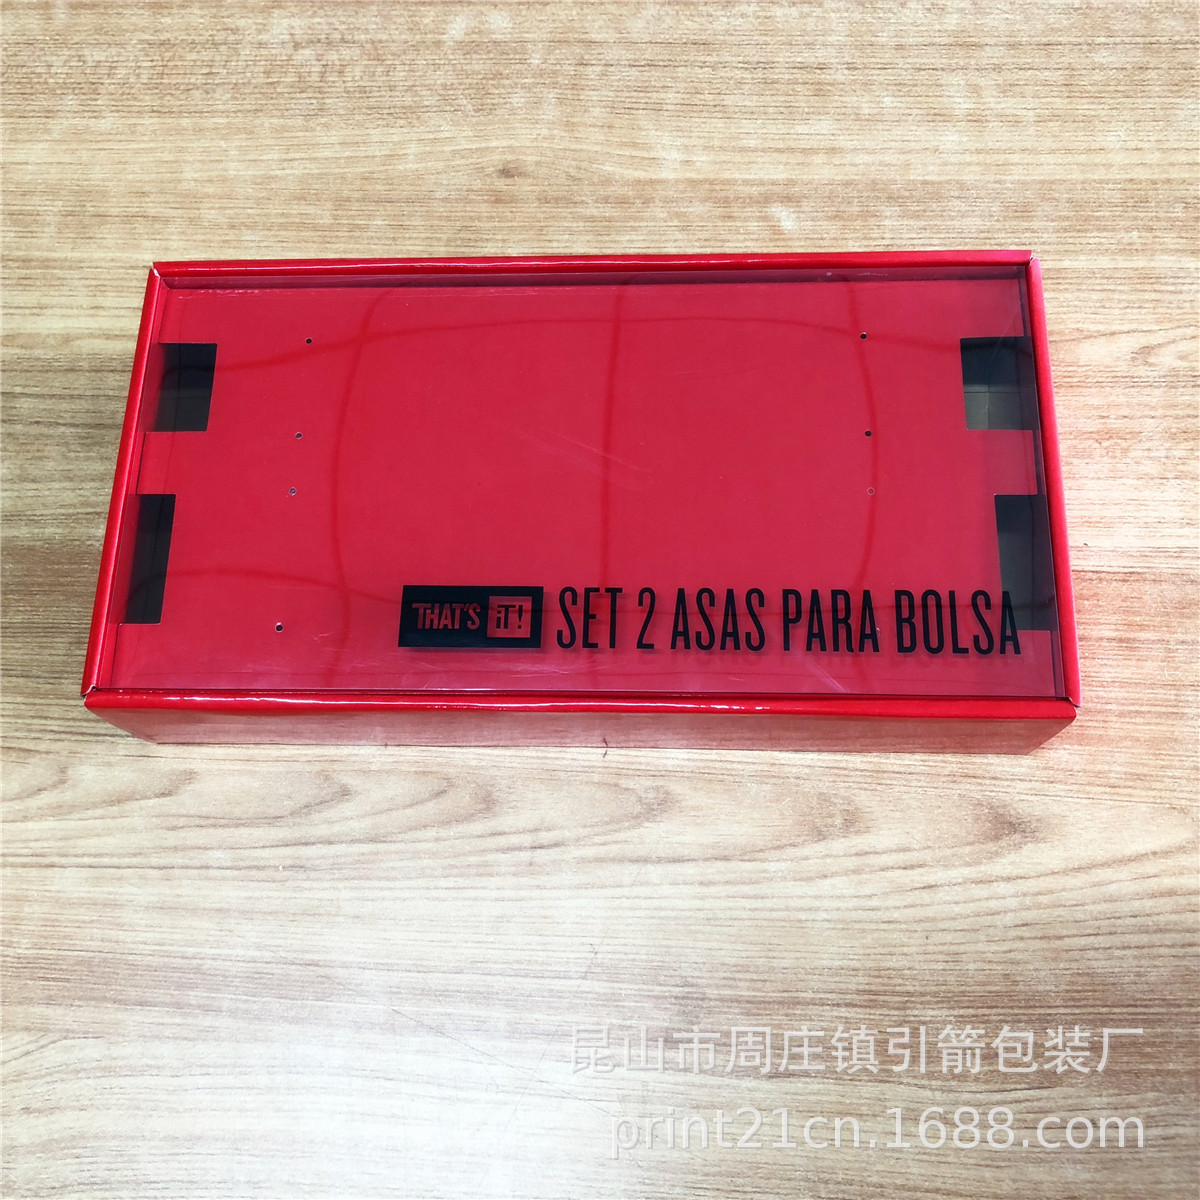 THAT'S iT! SET 2 ASAS PARA BOLSA
昆山市周庄镇引箭包装厂
print21cn.1688.com